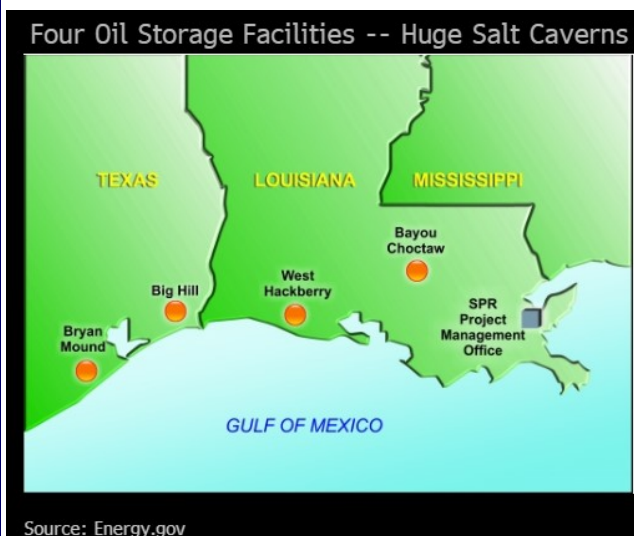 Four Oil Storage Facilities -- Huge Salt Caverns
TEXAS
LOUISIANA
MISSISSIPPI
Bayou
Choctaw
Big Hill
West
Hackberry
SPR
Project
Management
Office
Bryan
Mound
GULF OF MEXICO
Source: Energy.gov